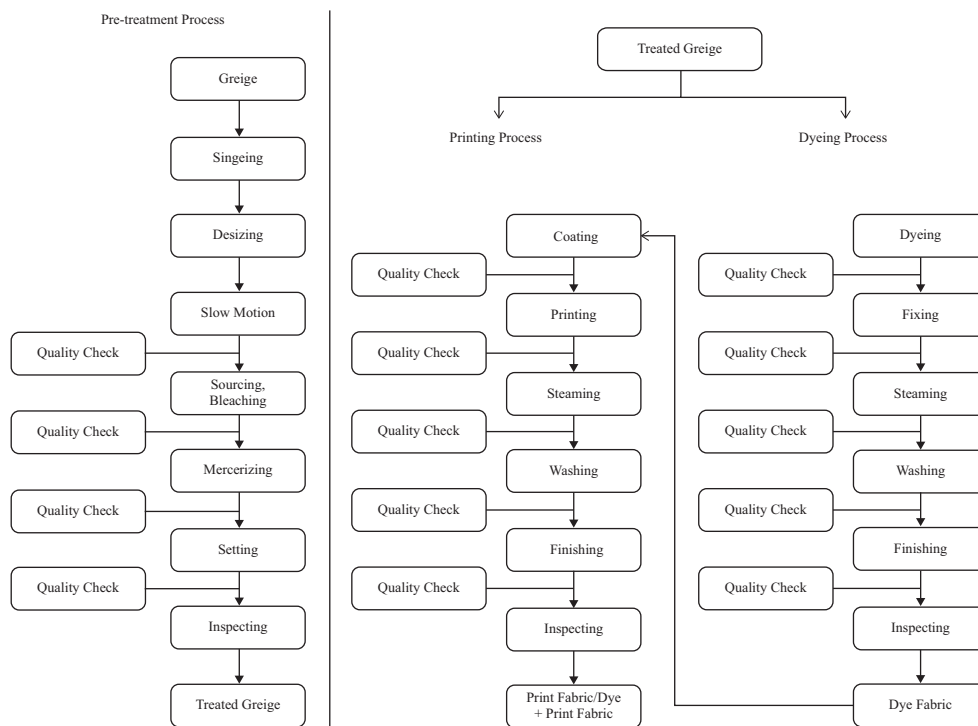 Pre-treatment Process
Greige
Singeing
Desizing
Slow Motion
Quality Check
Sourcing,
Bleaching
Quality Check
Mercerizing
Quality Check
Setting
Quality Check
Inspecting
Treated Greige
Treated Greige
Printing Process
Dyeing Process
Coating
Quality Check
Printing
Quality Check
Steaming
Quality Check
Washing
Quality Check
Finishing
Quality Check
Inspecting
Print Fabric/Dye
+ Print Fabric
Dyeing
Quality Check
Fixing
Quality Check
Steaming
Quality Check
Washing
Quality Check
Finishing
Quality Check
Inspecting
Dye Fabric